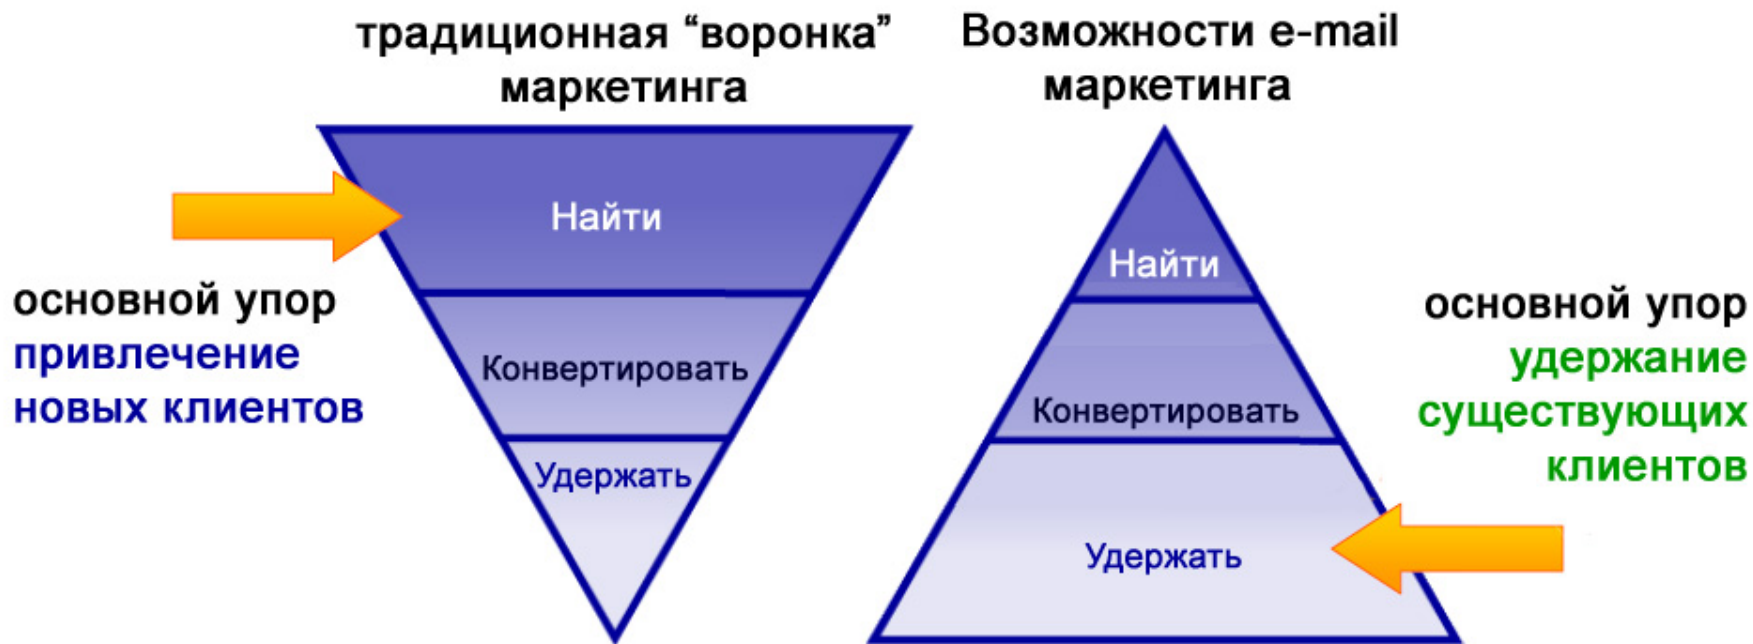 традиционная “воронка”
маркетинга
Найти
основной упор
привлечение
новых клиентов
Конвертировать
Удержать
Возможности e-mail
маркетинга
Найти
Конвертировать
Удержать
основной упор
удержание
существующих
клиентов